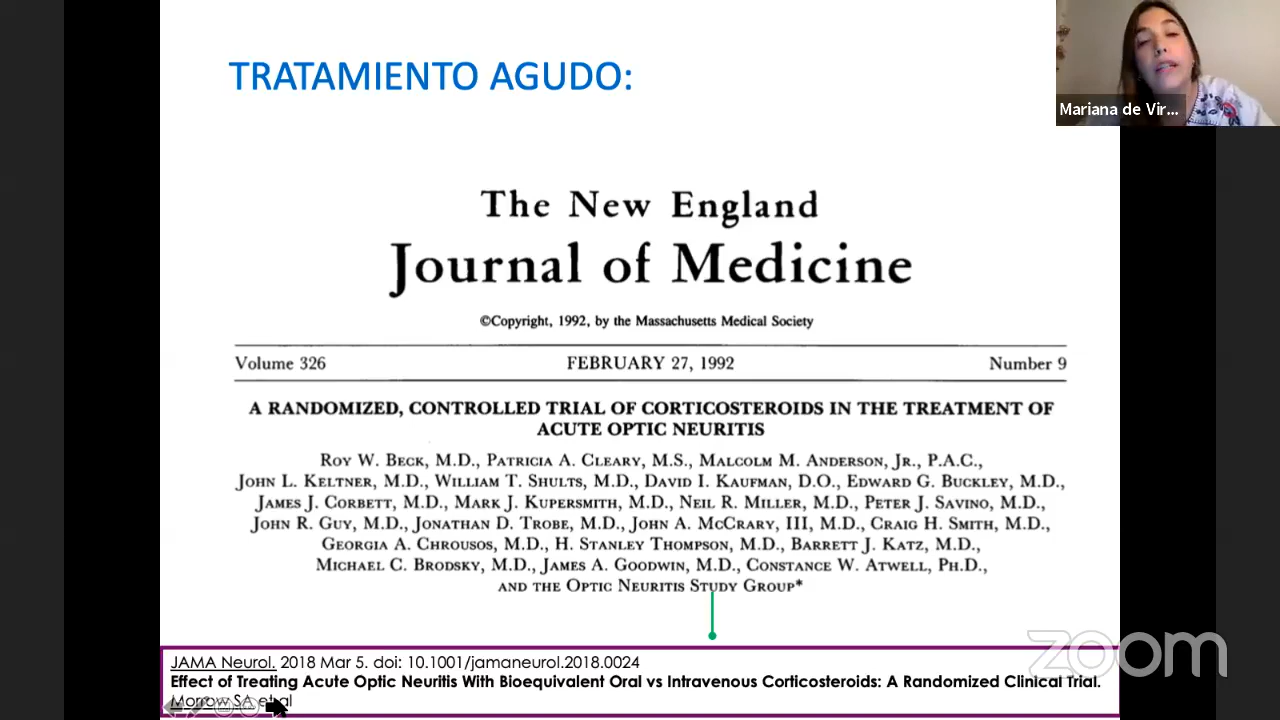 TRATAMIENTO AGUDO:
Mariana de Vir...
The New England
Journal of Medicine
©Copyright, 1992, by the Massachusetts Medical Society
Volume 326 FEBRUARY 27, 1992 Number 9
A RANDOMIZED, CONTROLLED TRIAL OF CORTICOSTEROIDS IN THE TREATMENT OF
ACUTE OPTIC NEURITIS
ROY W. BECK, M.D., PATRICIA A. CLEARY, M.S., MALCOLM M. ANDERSON, JR., P.A.C.,
JOHN L. KELTNER, M.D., WILLIAM T. SHULTS, M.D., DAVID I. KAUFMAN, D.O., EDWARD G. BUCKLEY, M.D.,
JAMES J. CORBETT, M.D., MARK J. KUPERSMITH, M.D., NEIL R. MILLER, M.D., PETER J. SAVINO, M.D.,
JOHN R. GUY, M.D., JONATHAN D. TROBE, M.D., JOHN A. MCCRARY, III, M.D., CRAIG H. SMITH, M.D.,
GEORGIA A. CHROUSOS, M.D., H. STANLEY THOMPSON, M.D., BARRETT J. KATZ, M.D.,
MICHAEL C. BRODSKY, M.D., JAMES A. GOODWIN, M.D., CONSTANCE W. ATWELL, PH.D.,
AND THE OPTIC NEURITIS STUDY GROUP*
zoom
JAMA Neurol. 2018 Mar 5. doi: 10.1001/jamaneurol.2018.0024
Effect of Treating Acute Optic Neuritis With Bioequivalent Oral vs Intravenous Corticosteroids: A Randomized Clinical Trial.
Morrow SA et al